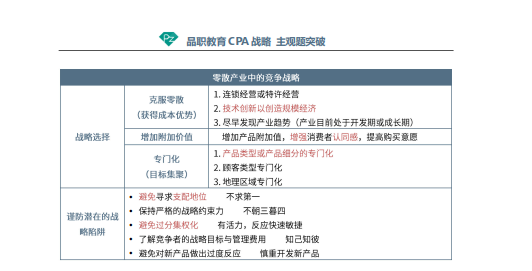 PZ 品职教育 CPA 战略 主观题突破
零散产业中的竞争战略
战略选择
克服零散
(获得成本优势)
1. 连锁经营或特许经营
2. 技术创新以创造规模经济
3. 尽早发现产业趋势(产业目前处于开发期或成长期)
增加附加价值
增加产品附加值,增强消费者认同感,提高购买意愿
专门化
(目标集聚)
1. 产品类型或产品细分的专门化
2. 顾客类型专门化
3. 地理区域专门化
谨防潜在的战
略陷阱
• 避免寻求支配地位 不求第一
• 保持严格的战略约束力 不朝三暮四
• 避免过分集权化 有活力,反应快速敏捷
• 了解竞争者的战略目标与管理费用 知己知彼
• 避免对新产品做出过度反应 慎重开发新产品